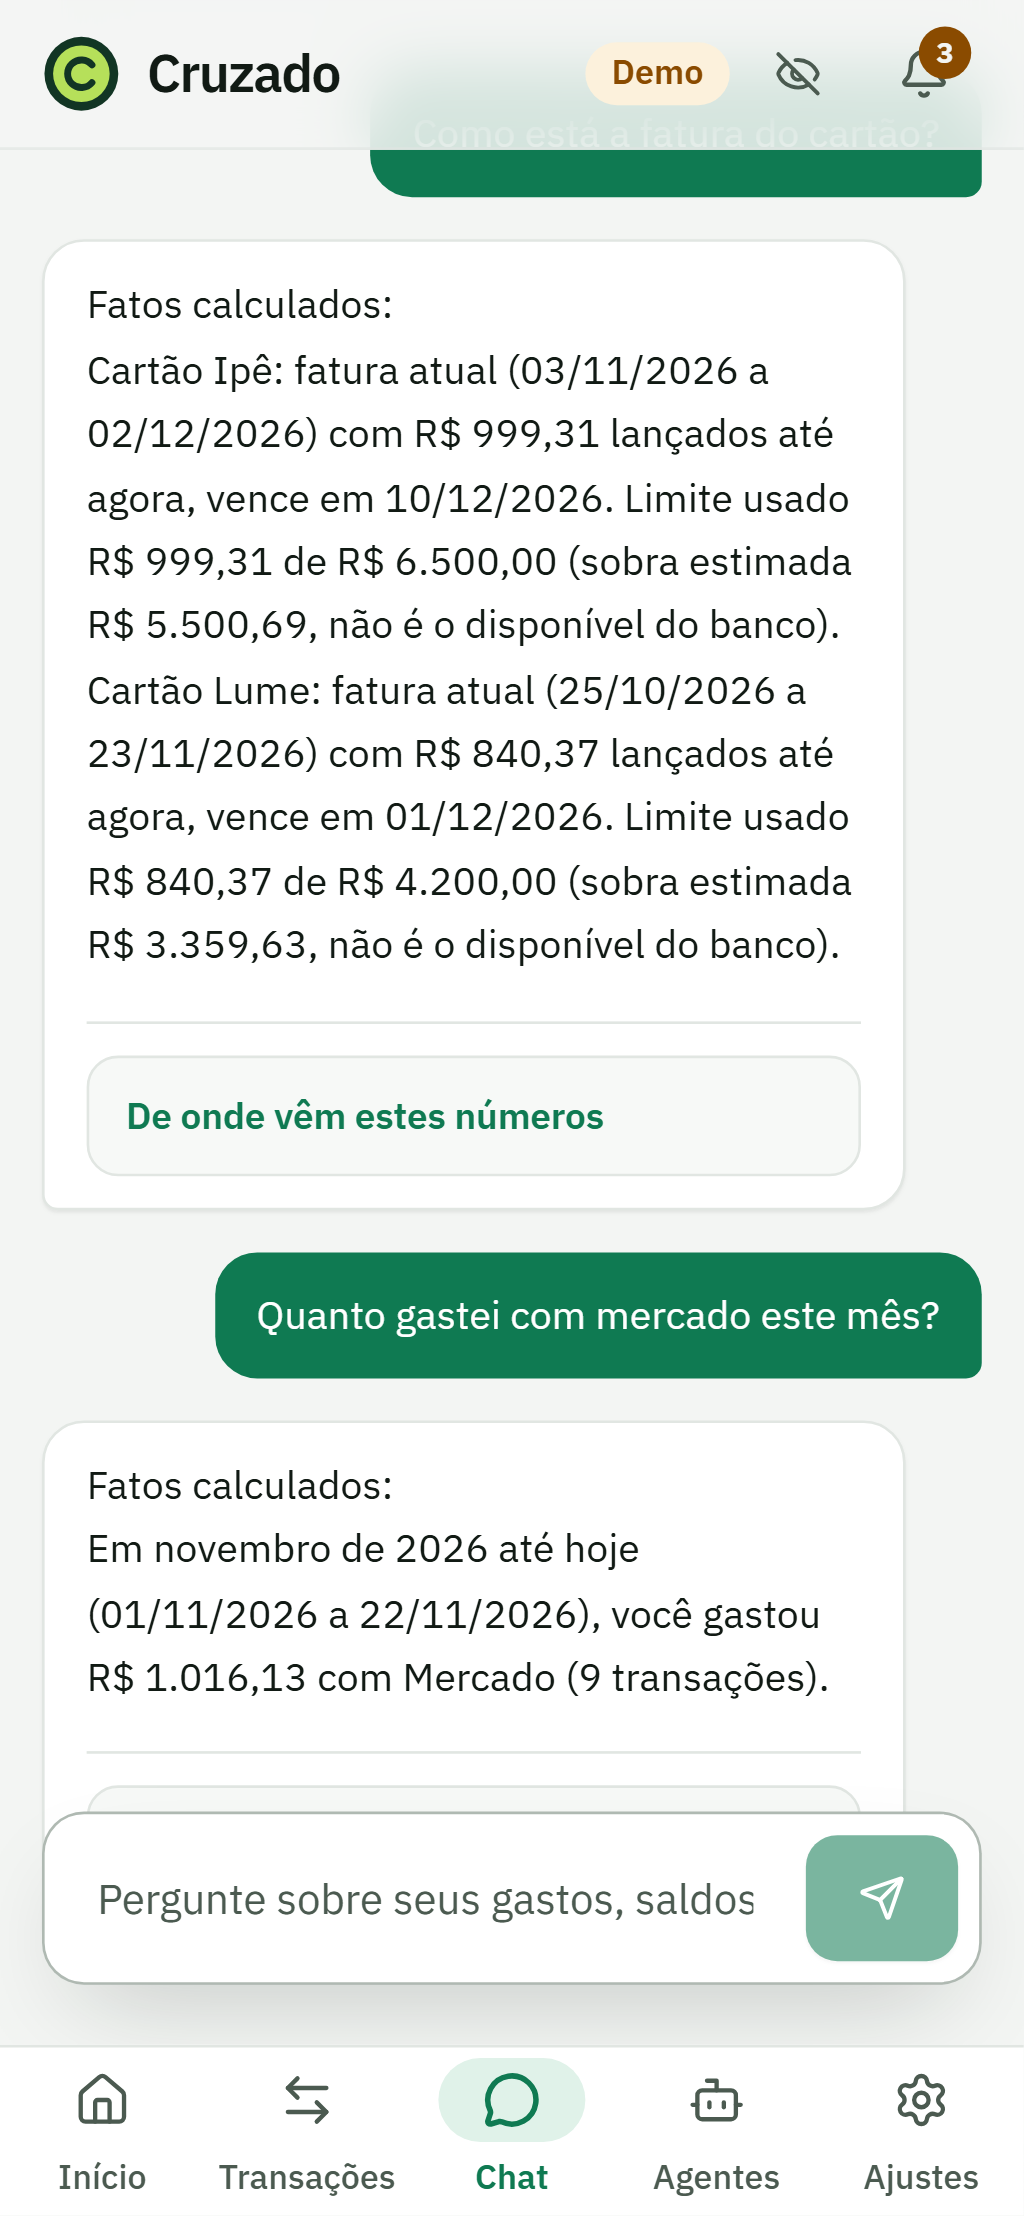 Cruzado
Demo
3
Como está a fatura do cartão?
Fatos calculados:
Cartão Ipê: fatura atual (03/11/2026 a
02/12/2026) com R$ 999,31 lançados até
agora, vence em 10/12/2026. Limite usado
R$ 999,31 de R$ 6.500,00 (sobra estimada
R$ 5.500,69, não é o disponível do banco).
Cartão Lume: fatura atual (25/10/2026 a
23/11/2026) com R$ 840,37 lançados até
agora, vence em 01/12/2026. Limite usado
R$ 840,37 de R$ 4.200,00 (sobra estimada
R$ 3.359,63, não é o disponível do banco).
De onde vêm estes números
Quanto gastei com mercado este mês?
Fatos calculados:
Em novembro de 2026 até hoje
(01/11/2026 a 22/11/2026), você gastou
R$ 1.016,13 com Mercado (9 transações).
Pergunte sobre seus gastos, saldos
Início
Transações
Chat
Agentes
Ajustes